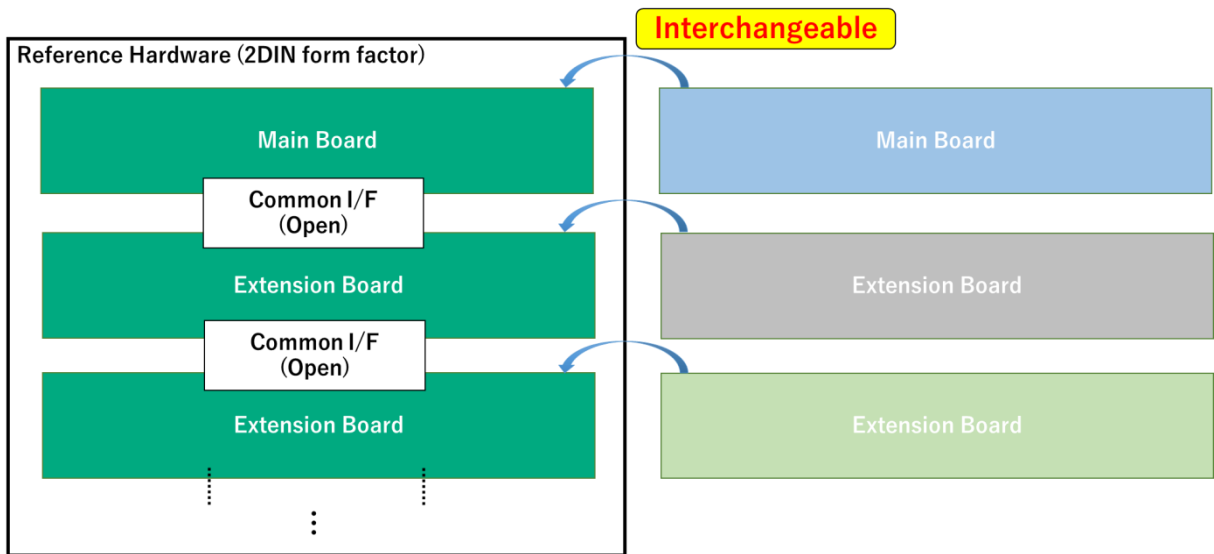 Interchangeable
Reference Hardware (2DIN form factor)
Main Board
Main Board
Common I/F
(Open)
Extension Board
Extension Board
Common I/F
(Open)
Extension Board
Extension Board